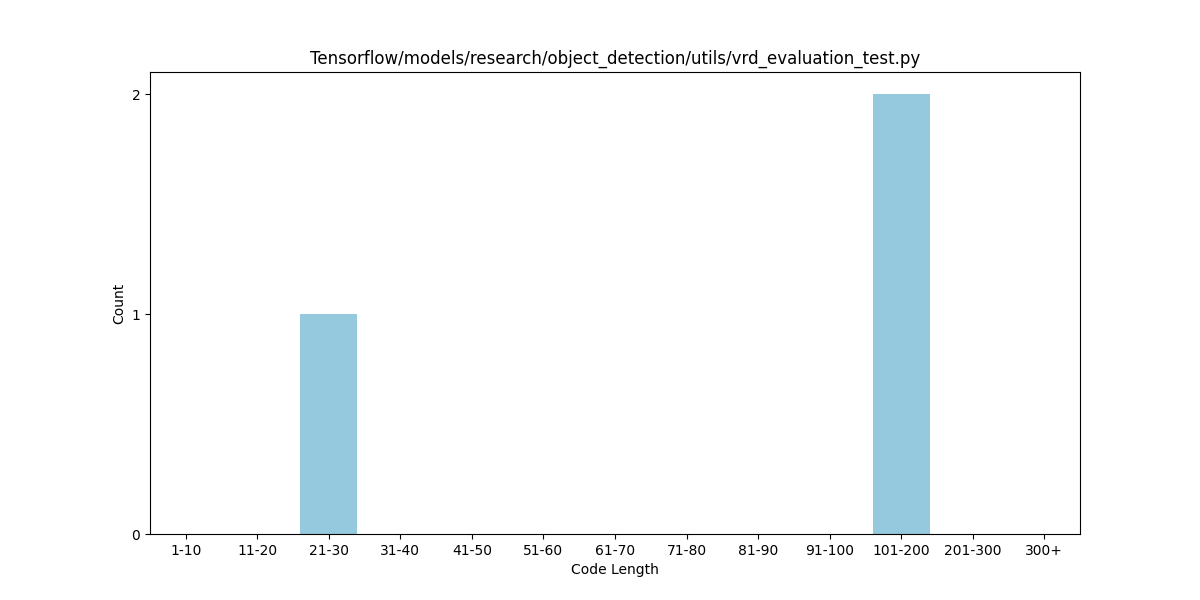 Tensorflow/models/research/object_detection/utils/vrd_evaluation_test.py
2
1
0
Count
1-10 11-20 21-30 31-40 41-50 51-60 61-70 71-80 81-90 91-100 101-200 201-300 300+
Code Length